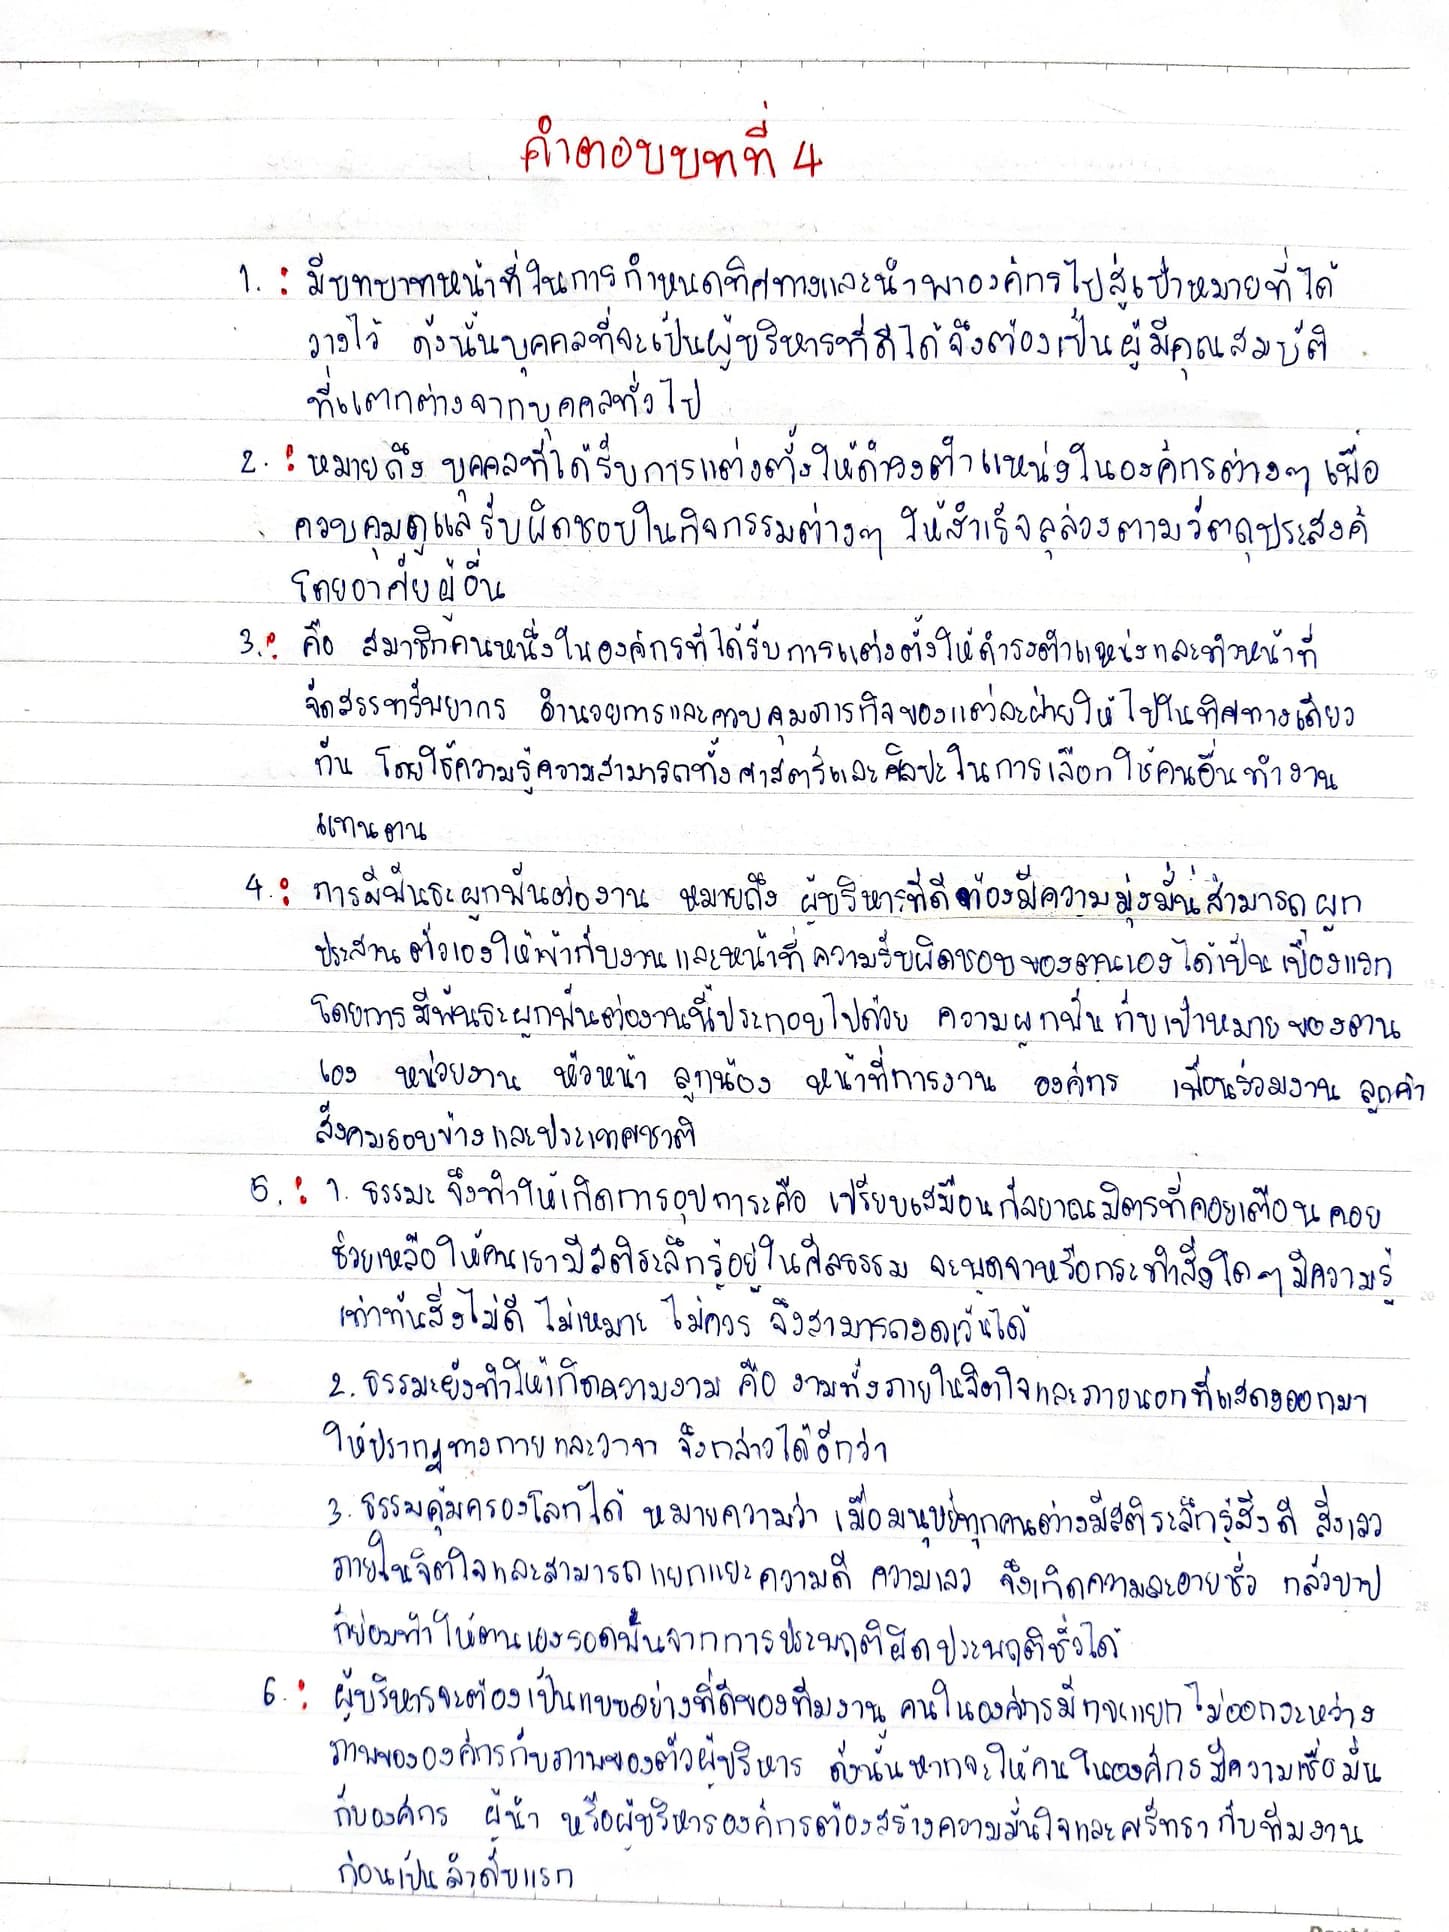 คำตอบบทที่ 4
1. : มีบทบาทหน้าที่ในการกำหนดทิศทางและนำพาองค์กรไปสู่เป้าหมายที่ได้
วางไว้ ดังนั้นบุคคลที่จะเป็นผู้บริหารที่ดีได้จึงต้องเป็นผู้มีคุณสมบัติ
ที่แตกต่างจากบุคคลทั่วไป
2. : หมายถึง บุคคลที่ได้รับการแต่งตั้งให้ดำรงตำแหน่งในองค์กรต่างๆ เพื่อ
ควบคุมดูแลรับผิดชอบในกิจกรรมต่างๆ ให้สำเร็จลุล่วงตามวัตถุประสงค์
โดยอาศัยผู้อื่น
3. : คือ สมาชิกคนหนึ่งในองค์กรที่ได้รับการแต่งตั้งให้ดำรงตำแหน่งและทำหน้าที่
จัดสรรทรัพยากร อำนวยการและควบคุมภารกิจของแต่ละฝ่ายให้ไปในทิศทางเดียว
กัน โดยใช้ความรู้ความสามารถทั้งศาสตร์และศิลปะในการเลือกใช้คนอื่นทำงาน
แทนตน
4. : การมีพันธะผูกพันต่องาน หมายถึง ผู้บริหารที่ดีต้องมีความมุ่งมั่นสามารถผูก
ประสานตัวเองให้เข้ากับงานและหน้าที่ความรับผิดชอบของตนเองได้เป็นเบื้องแรก
โดยการมีพันธะผูกพันต่องานนี้ประกอบไปด้วย ความผูกพันกับเป้าหมายของตน
เอง หน่วยงาน หัวหน้า ลูกน้อง หน้าที่การงาน องค์กร เพื่อนร่วมงาน ลูกค้า
สังคมรอบข้างและประเทศชาติ
5. : 1. ธรรมะ จึงทำให้เกิดการอุปการะคือ เปรียบเสมือนกัลยาณมิตรที่คอยเตือนคอย
ช่วยเหลือให้คนเรามีสติระลึกรู้อยู่ในศีลธรรม จะพูดจาหรือกระทำสิ่งใดๆ มีความรู้
เท่าทันสิ่งไม่ดี ไม่เหมาะ ไม่ควร จึงสามารถงดเว้นได้
2. ธรรมะยังทำให้เกิดความงาม คือ งามทั้งภายในจิตใจและภายนอกที่แสดงออกมา
ให้ปรากฏทางกายและวาจา จึงกล่าวได้อีกว่า
3. ธรรมคุ้มครองโลกได้ หมายความว่า เมื่อมนุษย์ทุกคนต่างมีสติระลึกรู้สิ่งดี สิ่งเลว
ภายในจิตใจและสามารถแยกแยะความดี ความเลว จึงเกิดความละอายชั่ว กลัวบาป
ก็ย่อมทำให้ตนเองรอดพ้นจากการประพฤติผิดประพฤติชั่วได้
6. : ผู้บริหารจะต้องเป็นแบบอย่างที่ดีของทีมงาน คนในองค์กรมักจะแยกไม่ออกระหว่าง
ภาพขององค์กรกับภาพของตัวผู้บริหาร ดังนั้นหากจะให้คนในองค์กรมีความเชื่อมั่น
กับองค์กร ผู้นำ หรือผู้บริหารองค์กรต้องสร้างความมั่นใจและศรัทธากับทีมงาน
ก่อนเป็นลำดับแรก